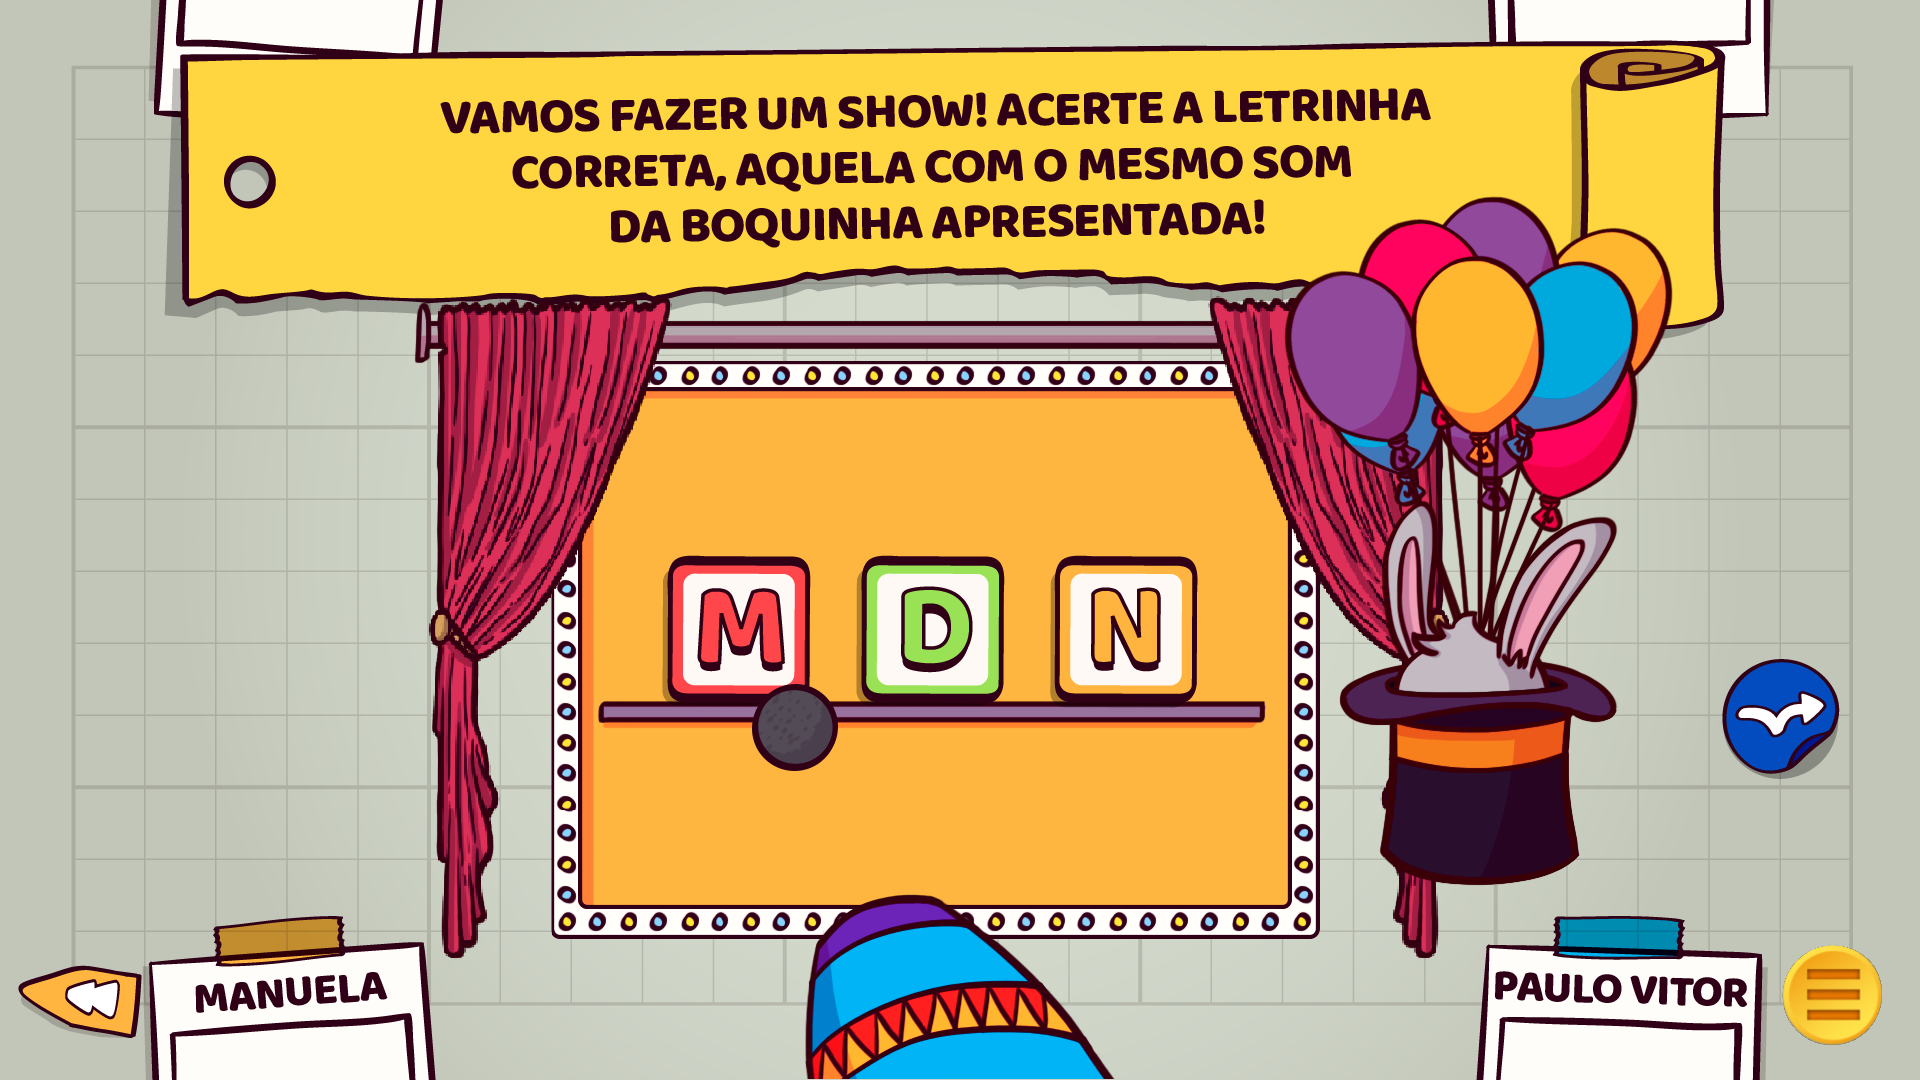 VAMOS FAZER UM SHOW! ACERTE A LETRINHA
CORRETA, AQUELA COM O MESMO SOM
DA BOQUINHA APRESENTADA!
M D N
MANUELA
PAULO VITOR